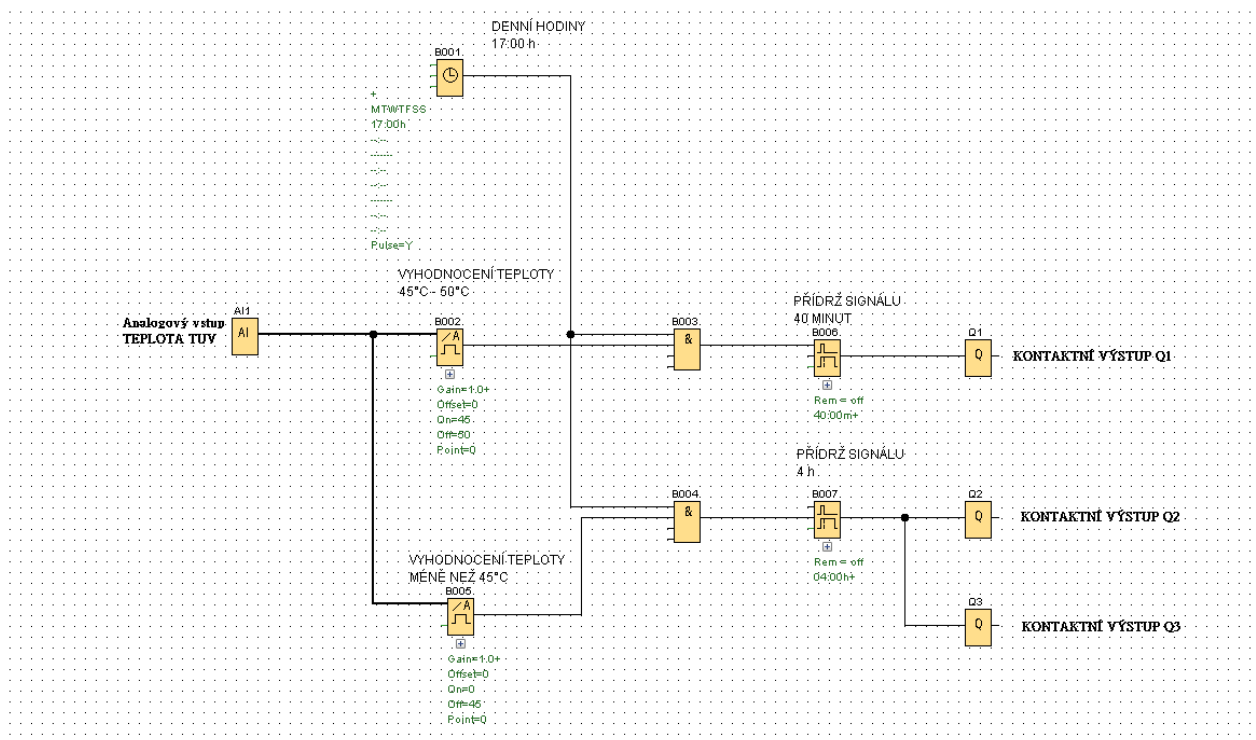 DENNÍ HODINY
17:00 h
B001
+
MTWTFSS
17:00h
--:--
-------
--:--
--:--
-------
--:--
--:--
Pulse=Y
VYHODNOCENÍ TEPLOTY
45°C - 50°C
AI1
Analogový vstup
TEPLOTA TUV
AI
B002
/A
Gain=1.0+
Offset=0
On=45
Off=50
Point=0
B003
&
PŘÍDRŽ SIGNÁLU
40 MINUT
B006
Rem = off
40:00m+
Q1
Q
KONTAKTNÍ VÝSTUP Q1
PŘÍDRŽ SIGNÁLU
4 h
B004
&
B007
Rem = off
04:00h+
Q2
Q
KONTAKTNÍ VÝSTUP Q2
VYHODNOCENÍ TEPLOTY
MÉNĚ NEŽ 45°C
B005
/A
Gain=1.0+
Offset=0
On=0
Off=45
Point=0
Q3
Q
KONTAKTNÍ VÝSTUP Q3